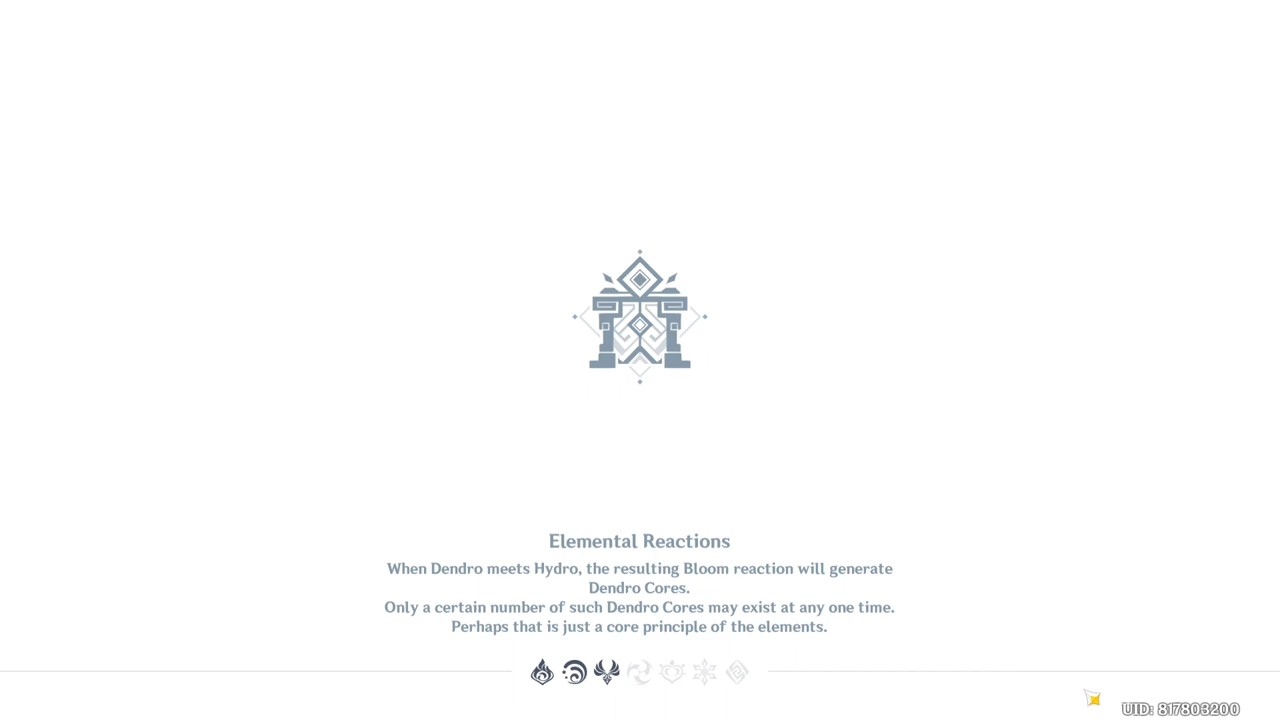 Elemental Reactions
When Dendro meets Hydro, the resulting Bloom reaction will generate
Dendro Cores.
Only a certain number of such Dendro Cores may exist at any one time.
Perhaps that is just a core principle of the elements.
UID: 817803200